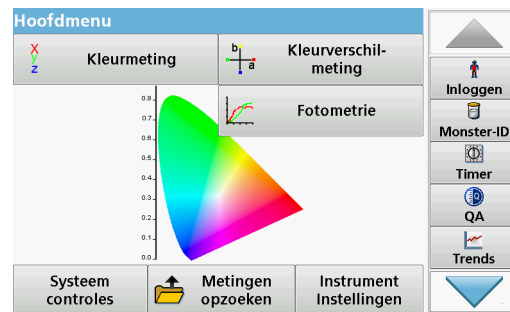 Hoofdmenu
X
y
z
Kleurmeting
b
a
Kleurverschil-
meting
Fotometrie
0.8
0.7
0.6
0.5
0.4
0.3
0.2
0.1
0.0
Systeem
controles
Metingen
opzoeken
Instrument
Instellingen
Inloggen
Monster-ID
Timer
QA
Trends